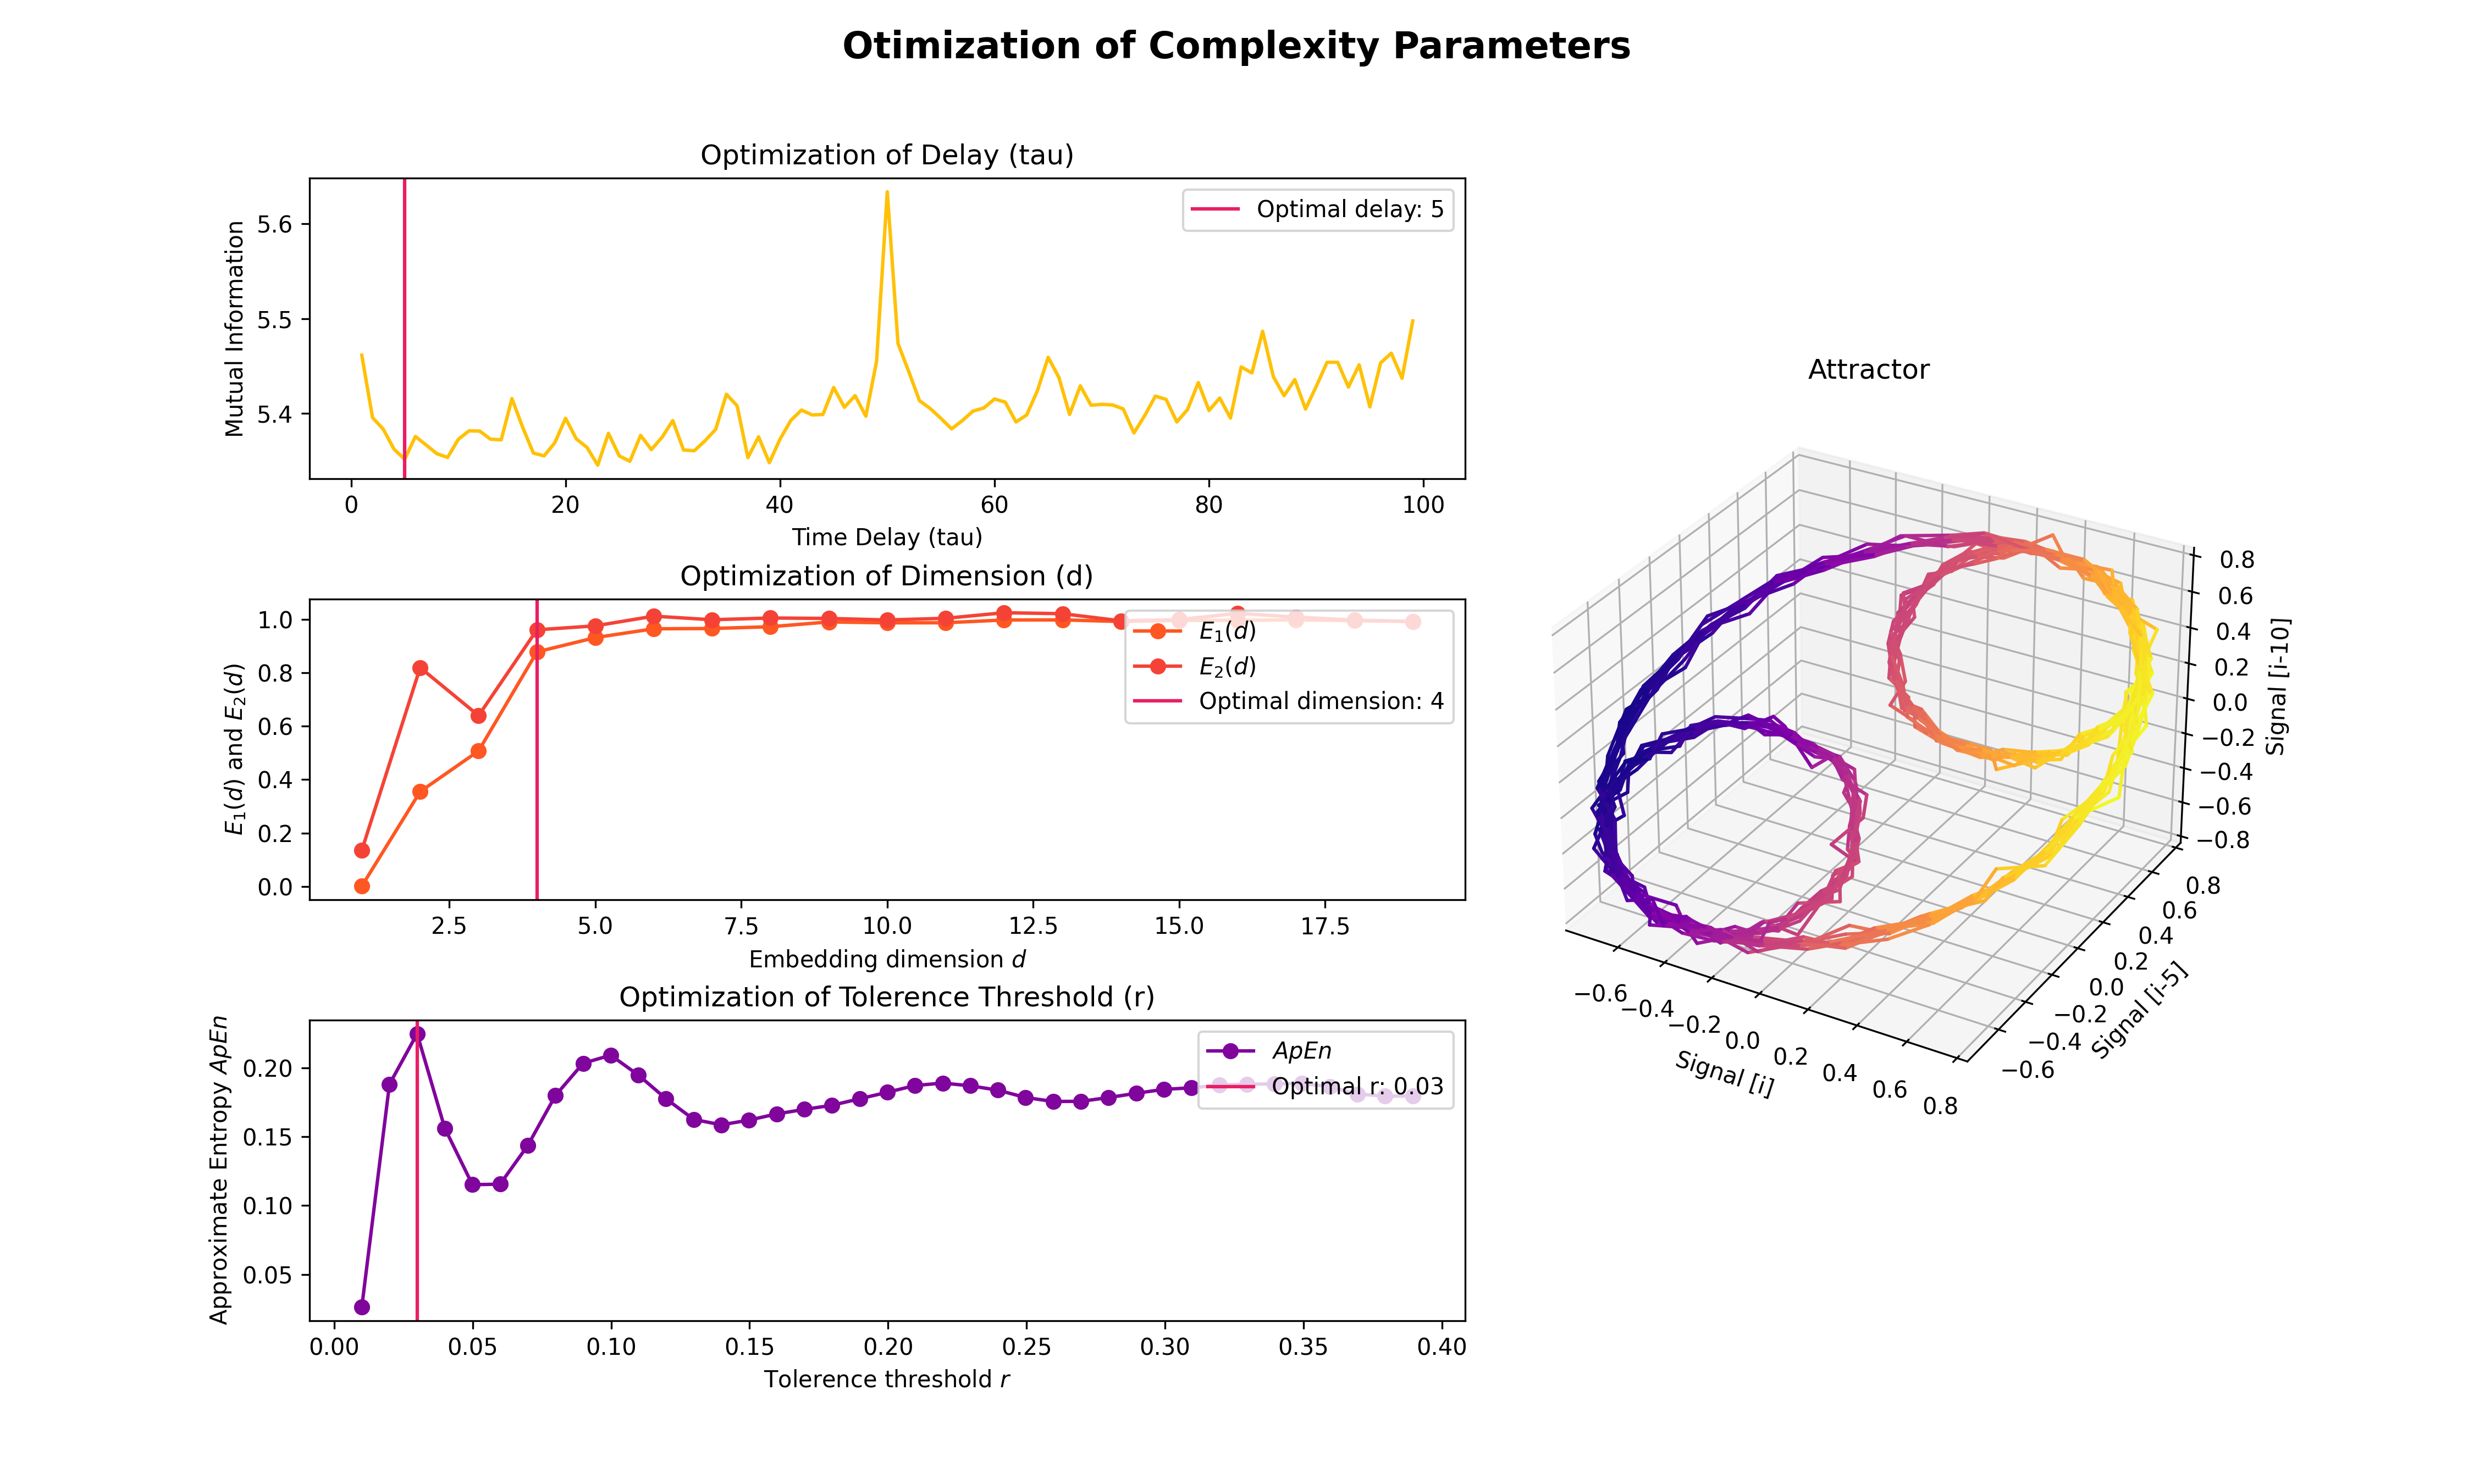 Otimization of Complexity Parameters
Optimization of Delay (tau)
Mutual Information
5.6
5.5
5.4
Optimal delay: 5
0 20 40 60 80 100
Time Delay (tau)
Optimization of Dimension (d)
E₁(d) and E₂(d)
1.0
0.8
0.6
0.4
0.2
0.0
E₁(d)
E₂(d)
Optimal dimension: 4
2.5 5.0 7.5 10.0 12.5 15.0 17.5
Embedding dimension d
Optimization of Tolerence Threshold (r)
Approximate Entropy ApEn
0.20
0.15
0.10
0.05
ApEn
Optimal r: 0.03
0.00 0.05 0.10 0.15 0.20 0.25 0.30 0.35 0.40
Tolerence threshold r
Attractor
0.8
0.6
0.4
0.2
0.0
−0.2
−0.4
−0.6
−0.8
Signal [i-10]
0.8
0.6
0.4
0.2
0.0
−0.2
−0.4
−0.6
Signal [i-5]
−0.6
−0.4
−0.2
0.0
0.2
0.4
0.6
0.8
Signal [i]